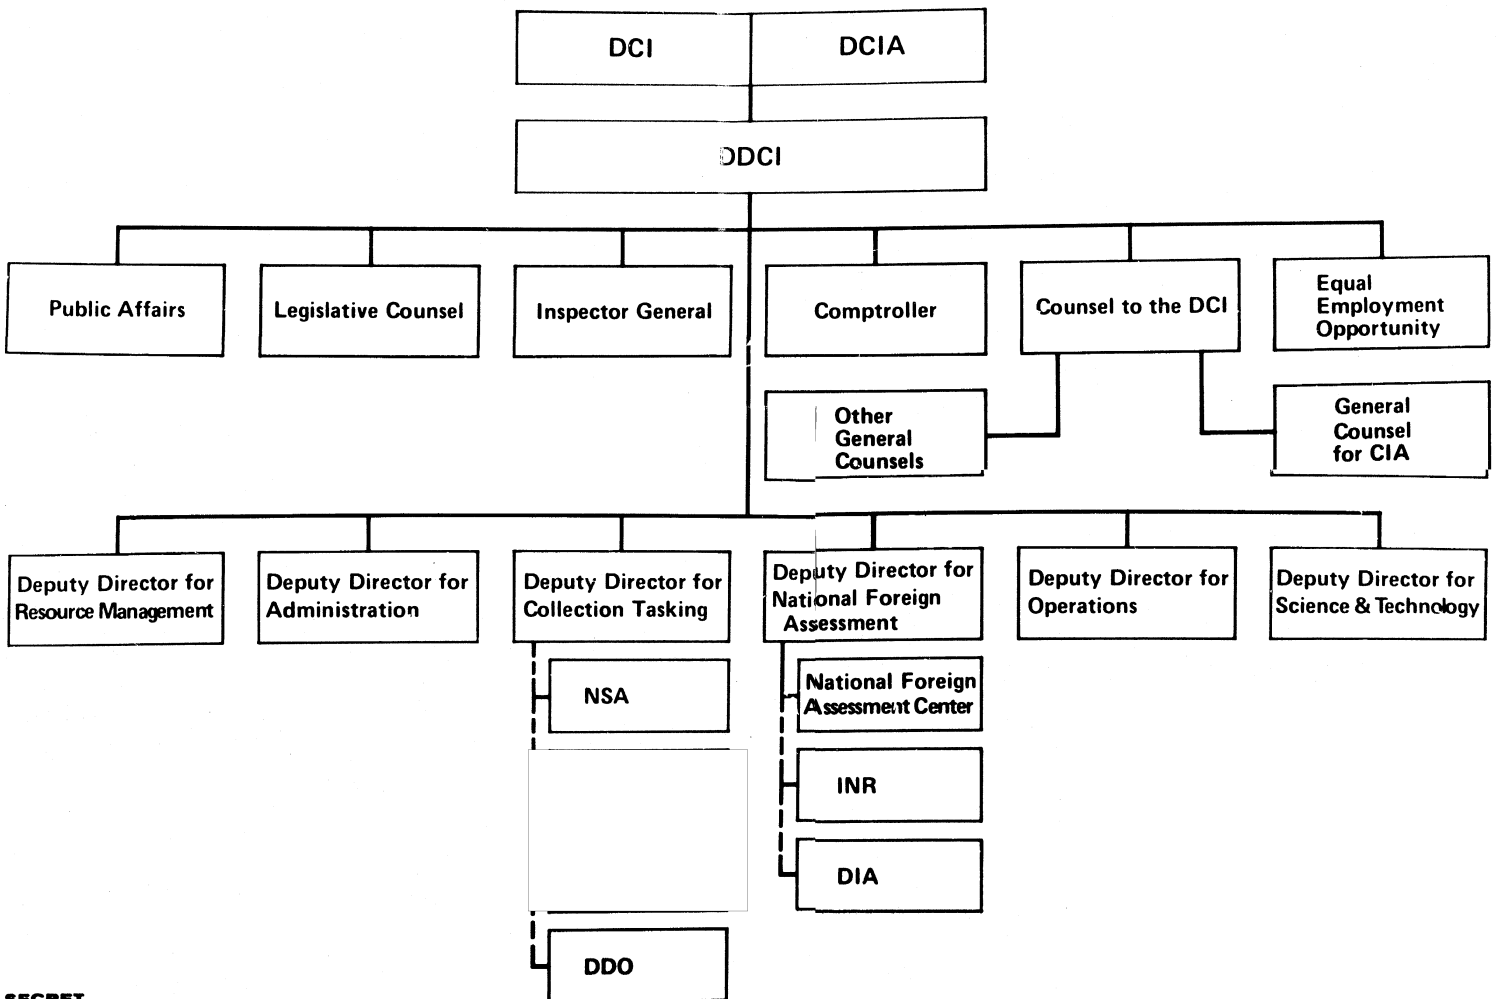 DCI
DCIA
DDCI
Public Affairs
Legislative Counsel
Inspector General
Comptroller
Counsel to the DCI
Equal
Employment
Opportunity
Other
General
Counsels
General
Counsel
for CIA
Deputy Director for
Resource Management
Deputy Director for
Administration
Deputy Director for
Collection Tasking
Deputy Director for
National Foreign
Assessment
Deputy Director for
Operations
Deputy Director for
Science & Technology
NSA
National Foreign
Assessment Center
INR
DIA
DDO
SECRET